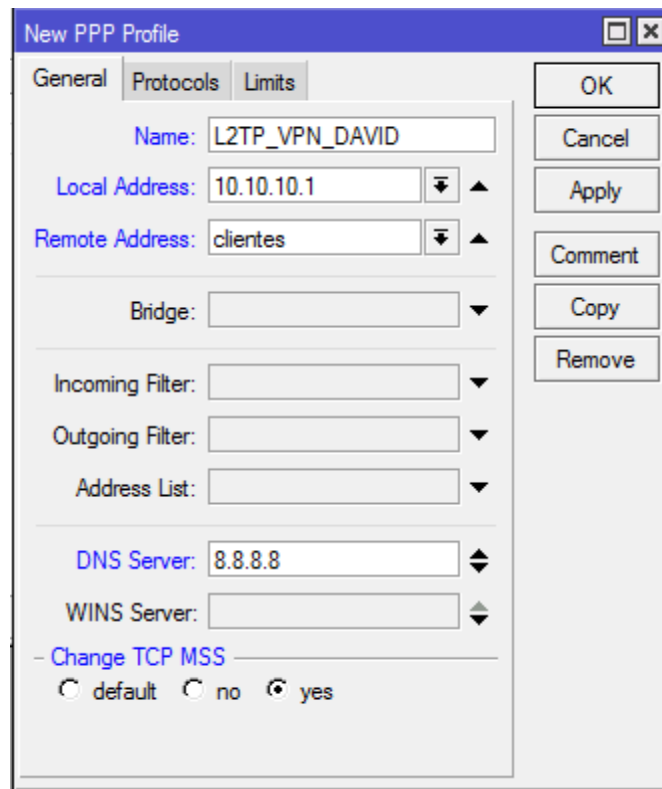 New PPP Profile
General Protocols Limits
OK
Name: L2TP_VPN_DAVID
Cancel
Local Address: 10.10.10.1
Apply
Remote Address: clientes
Comment
Bridge:
Copy
Remove
Incoming Filter:
Outgoing Filter:
Address List:
DNS Server: 8.8.8.8
WINS Server:
Change TCP MSS
default no yes